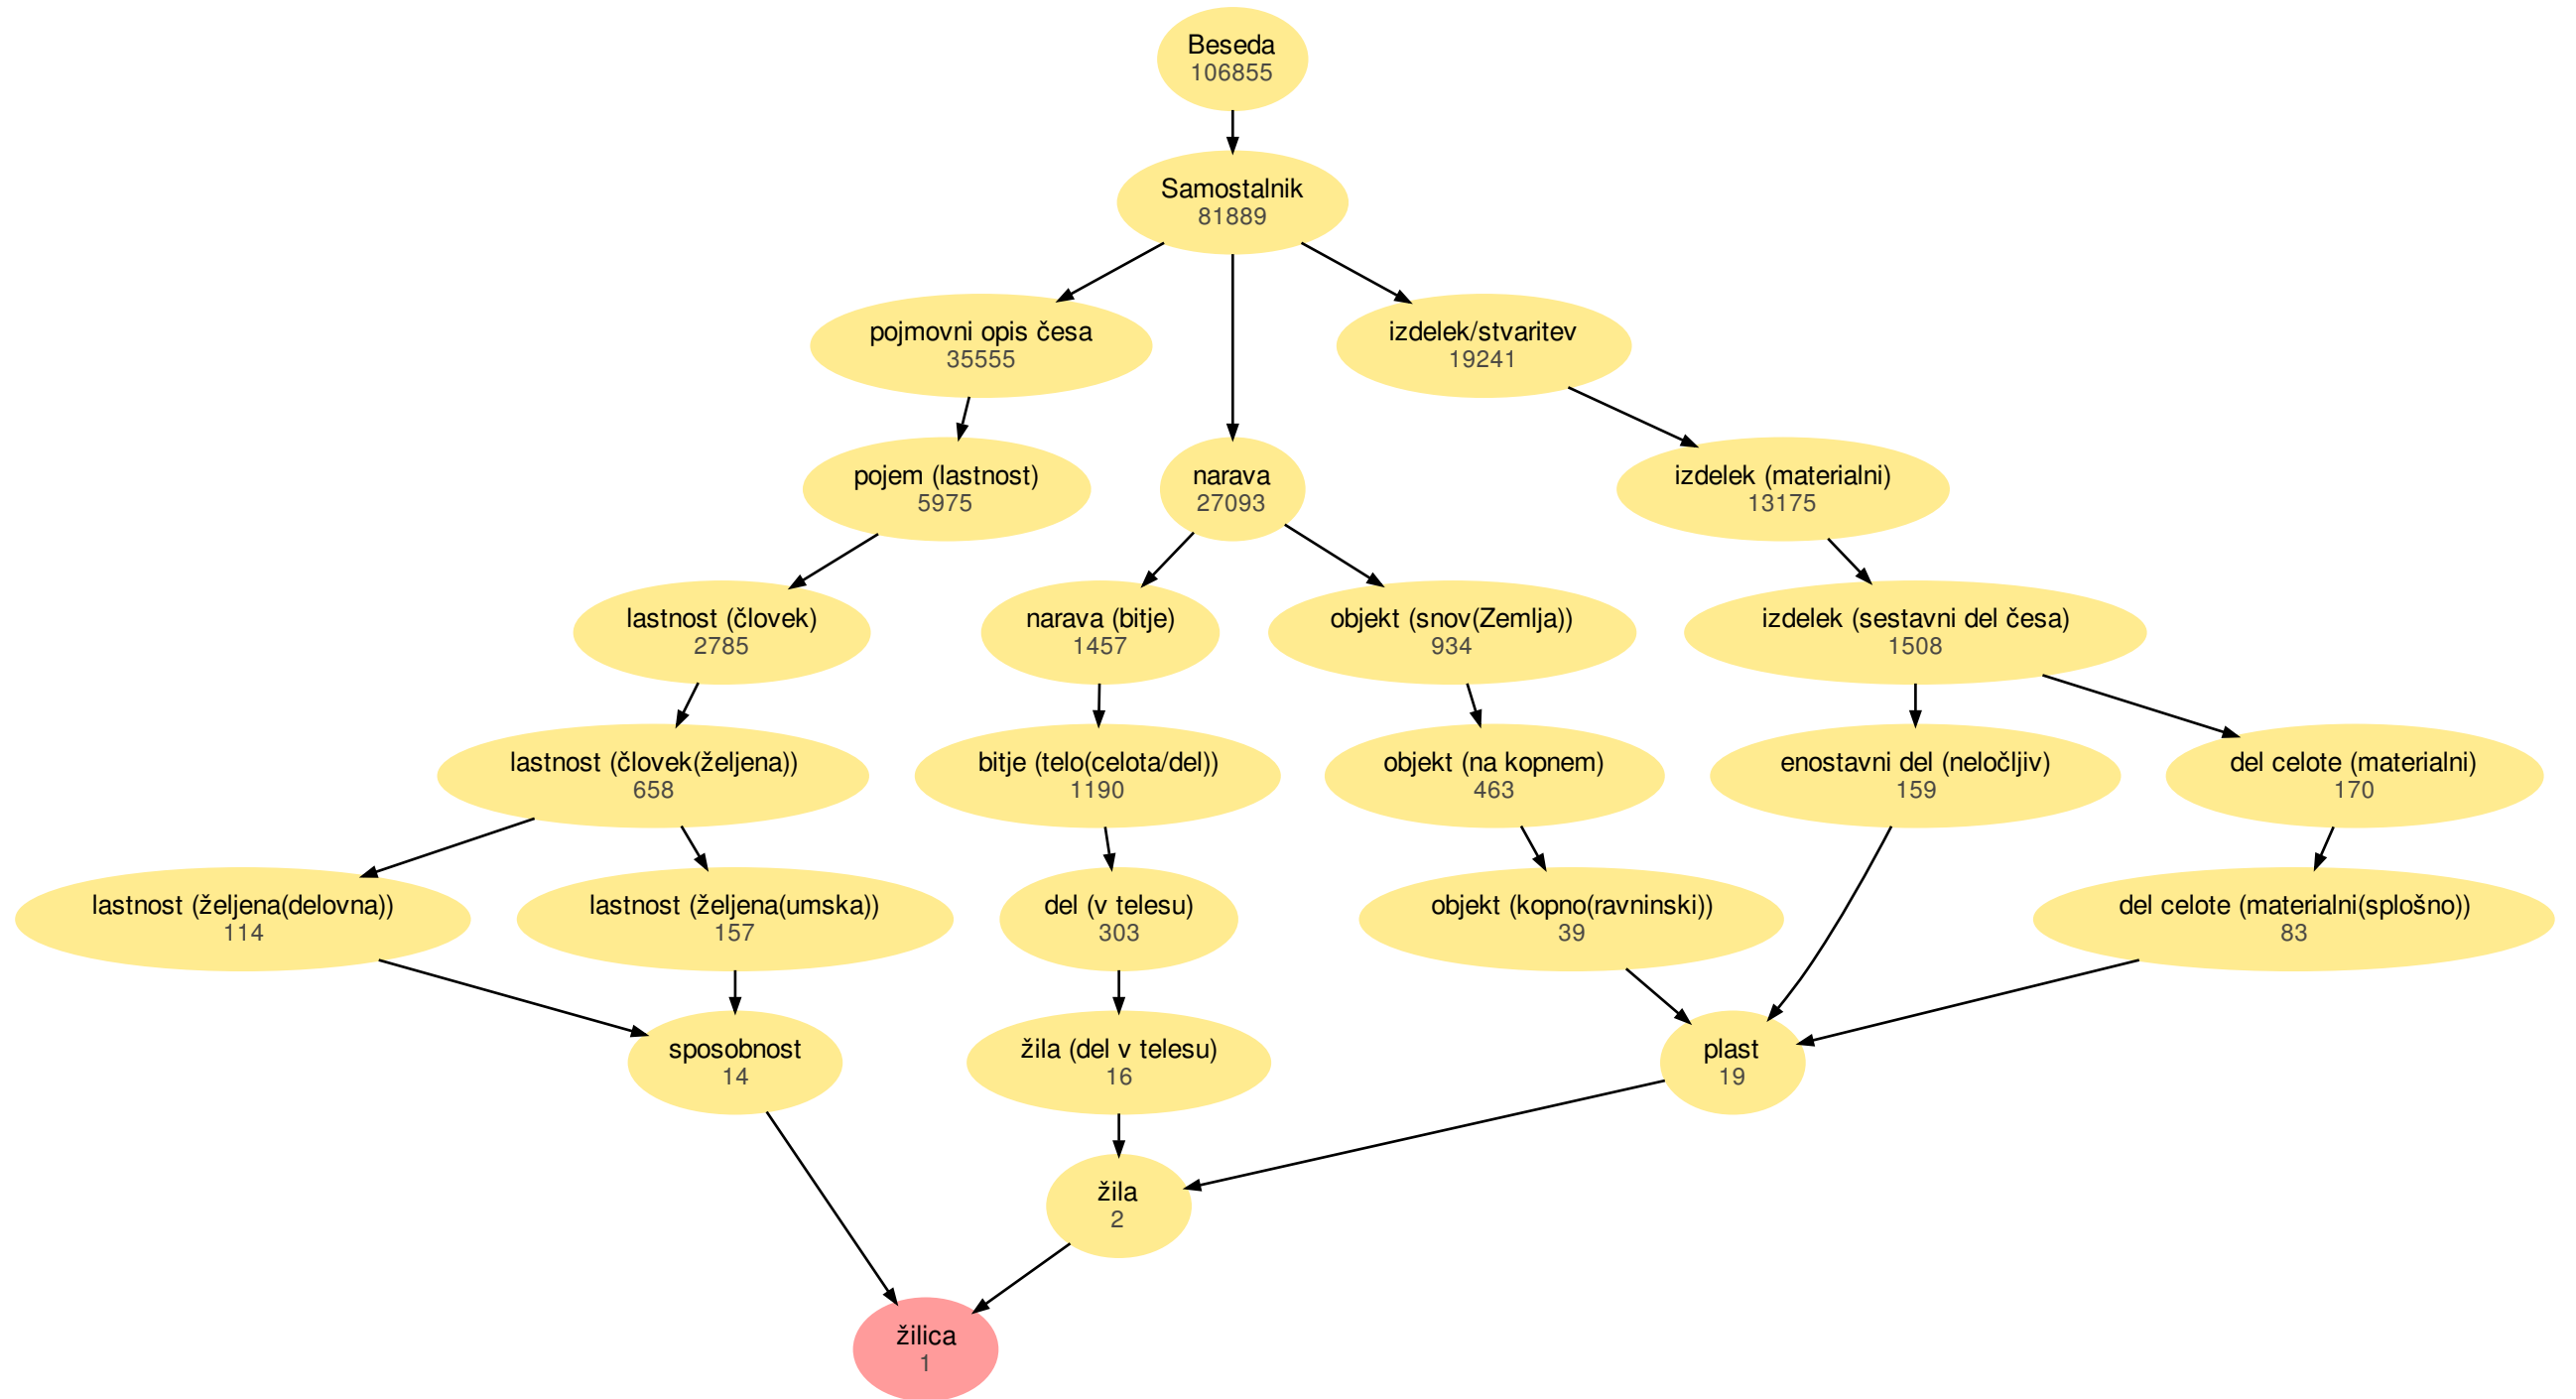 Beseda
106855
Samostalnik
81889
pojmovni opis česa
35555
izdelek/stvaritev
19241
pojem (lastnost)
5975
narava
27093
izdelek (materialni)
13175
lastnost (človek)
2785
narava (bitje)
1457
objekt (snov(Zemlja))
934
izdelek (sestavni del česa)
1508
lastnost (človek(željena))
658
bitje (telo(celota/del))
1190
objekt (na kopnem)
463
enostavni del (neločljiv)
159
del celote (materialni)
170
lastnost (željena(delovna))
114
lastnost (željena(umska))
157
del (v telesu)
303
objekt (kopno(ravninski))
39
del celote (materialni(splošno))
83
sposobnost
14
žila (del v telesu)
16
plast
19
žila
2
žilica
1